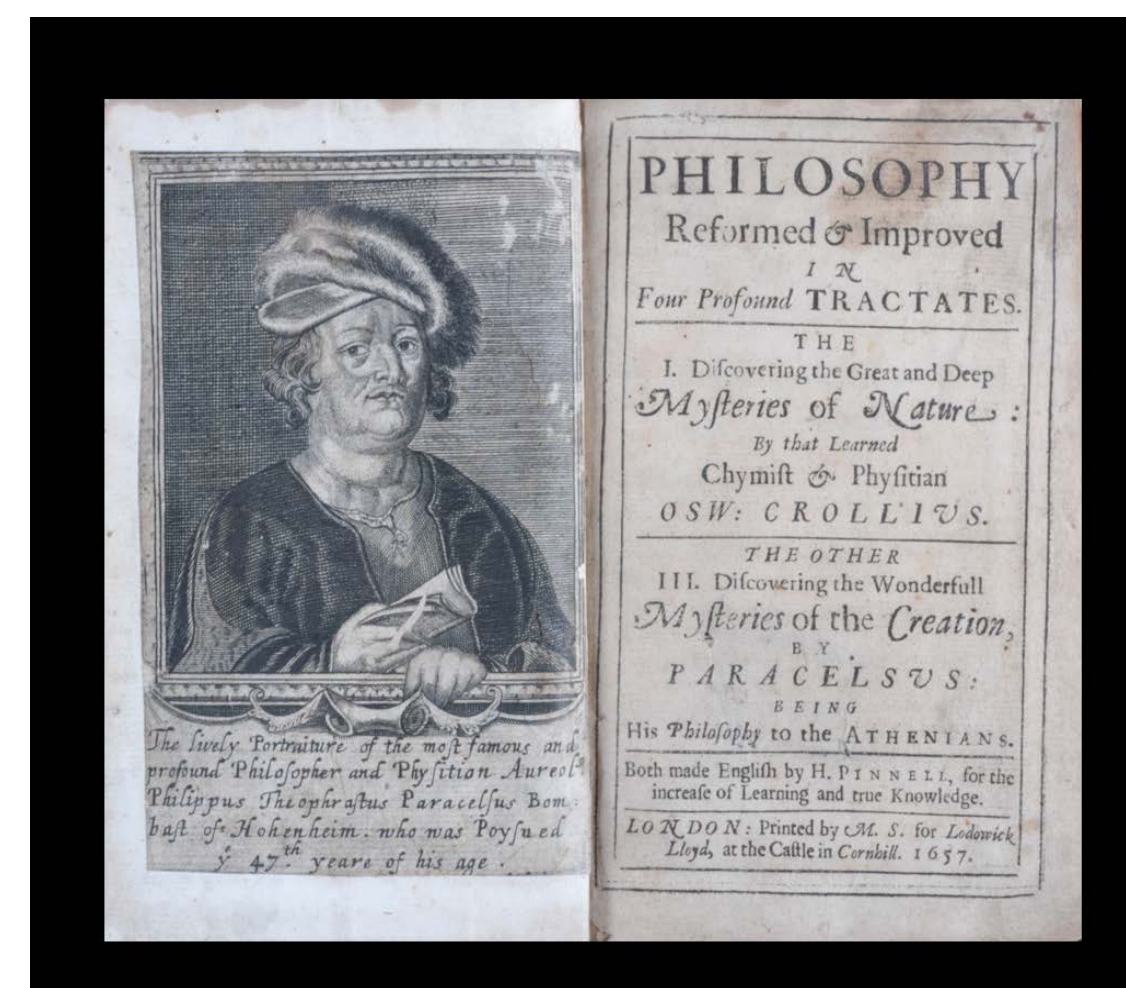 The lively Portraiture of the moſt famous and
profound Philoſopher and Phyſition Aureol
Philippus Theophraſtus Paracelſus Bom:
baſt of Hohenheim. who was Poyſued
ẏ 47.th yeare of his age.
PHILOSOPHY
Reformed & Improved
IN
Four Profound TRACTATES.
THE
I. Diſcovering the Great and Deep
Myſteries of Nature:
By that Learned
Chymiſt & Phyſitian
OSW: CROLLIVS.
THE OTHER
III. Diſcovering the Wonderfull
Myſteries of the Creation,
BY
PARACELSVS:
BEING
His Philoſophy to the ATHENIANS.
Both made Engliſh by H. PINNELL, for the
increaſe of Learning and true Knowledge.
LONDON: Printed by M. S. for Lodowick
Lloyd, at the Caſtle in Cornhill. 1657.